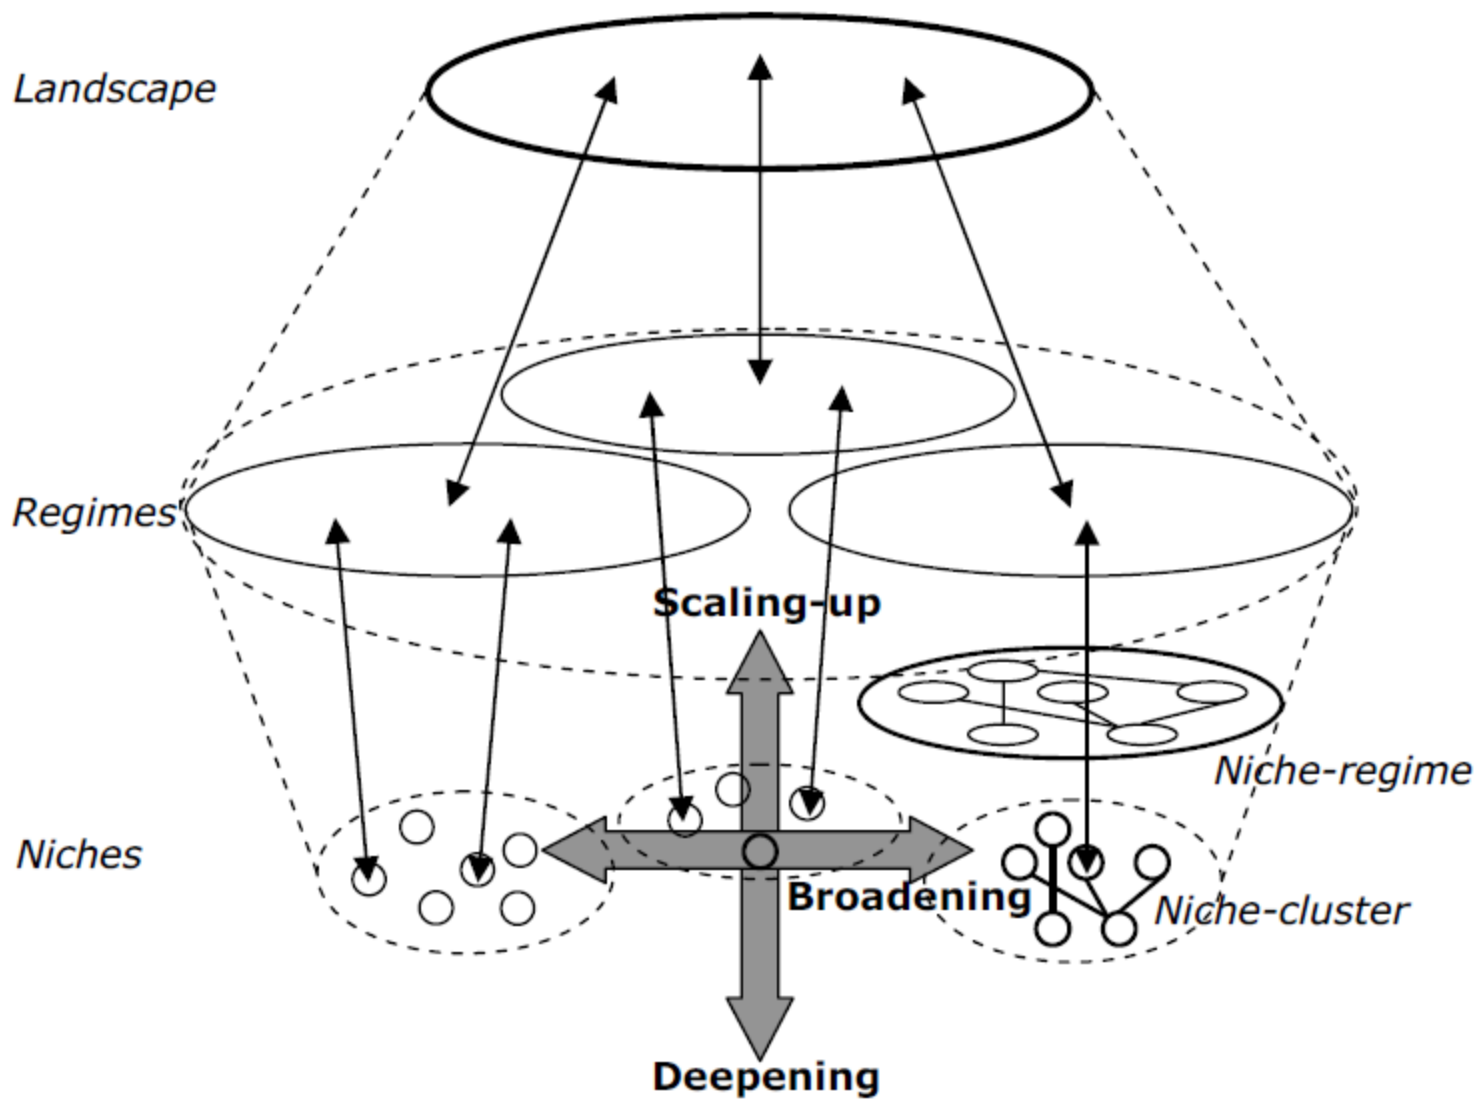 Landscape
Regimes
Scaling-up
Niche-regime
Niches
Broadening
Niche-cluster
Deepening